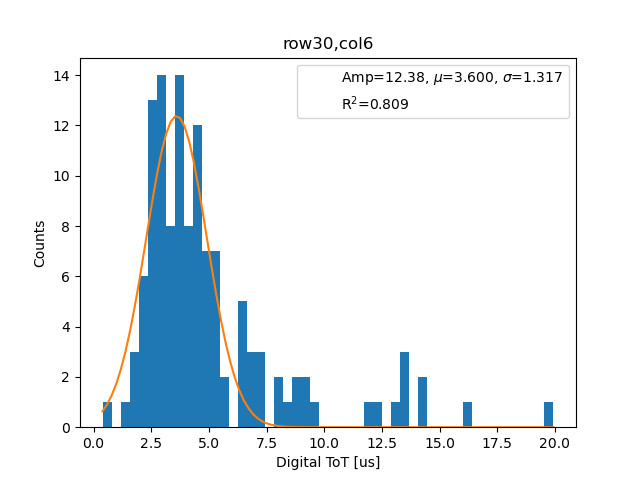 row30,col6
Amp=12.38, μ=3.600, σ=1.317
R²=0.809
14
12
10
8
6
4
2
0
Counts
0.0 2.5 5.0 7.5 10.0 12.5 15.0 17.5 20.0
Digital ToT [us]